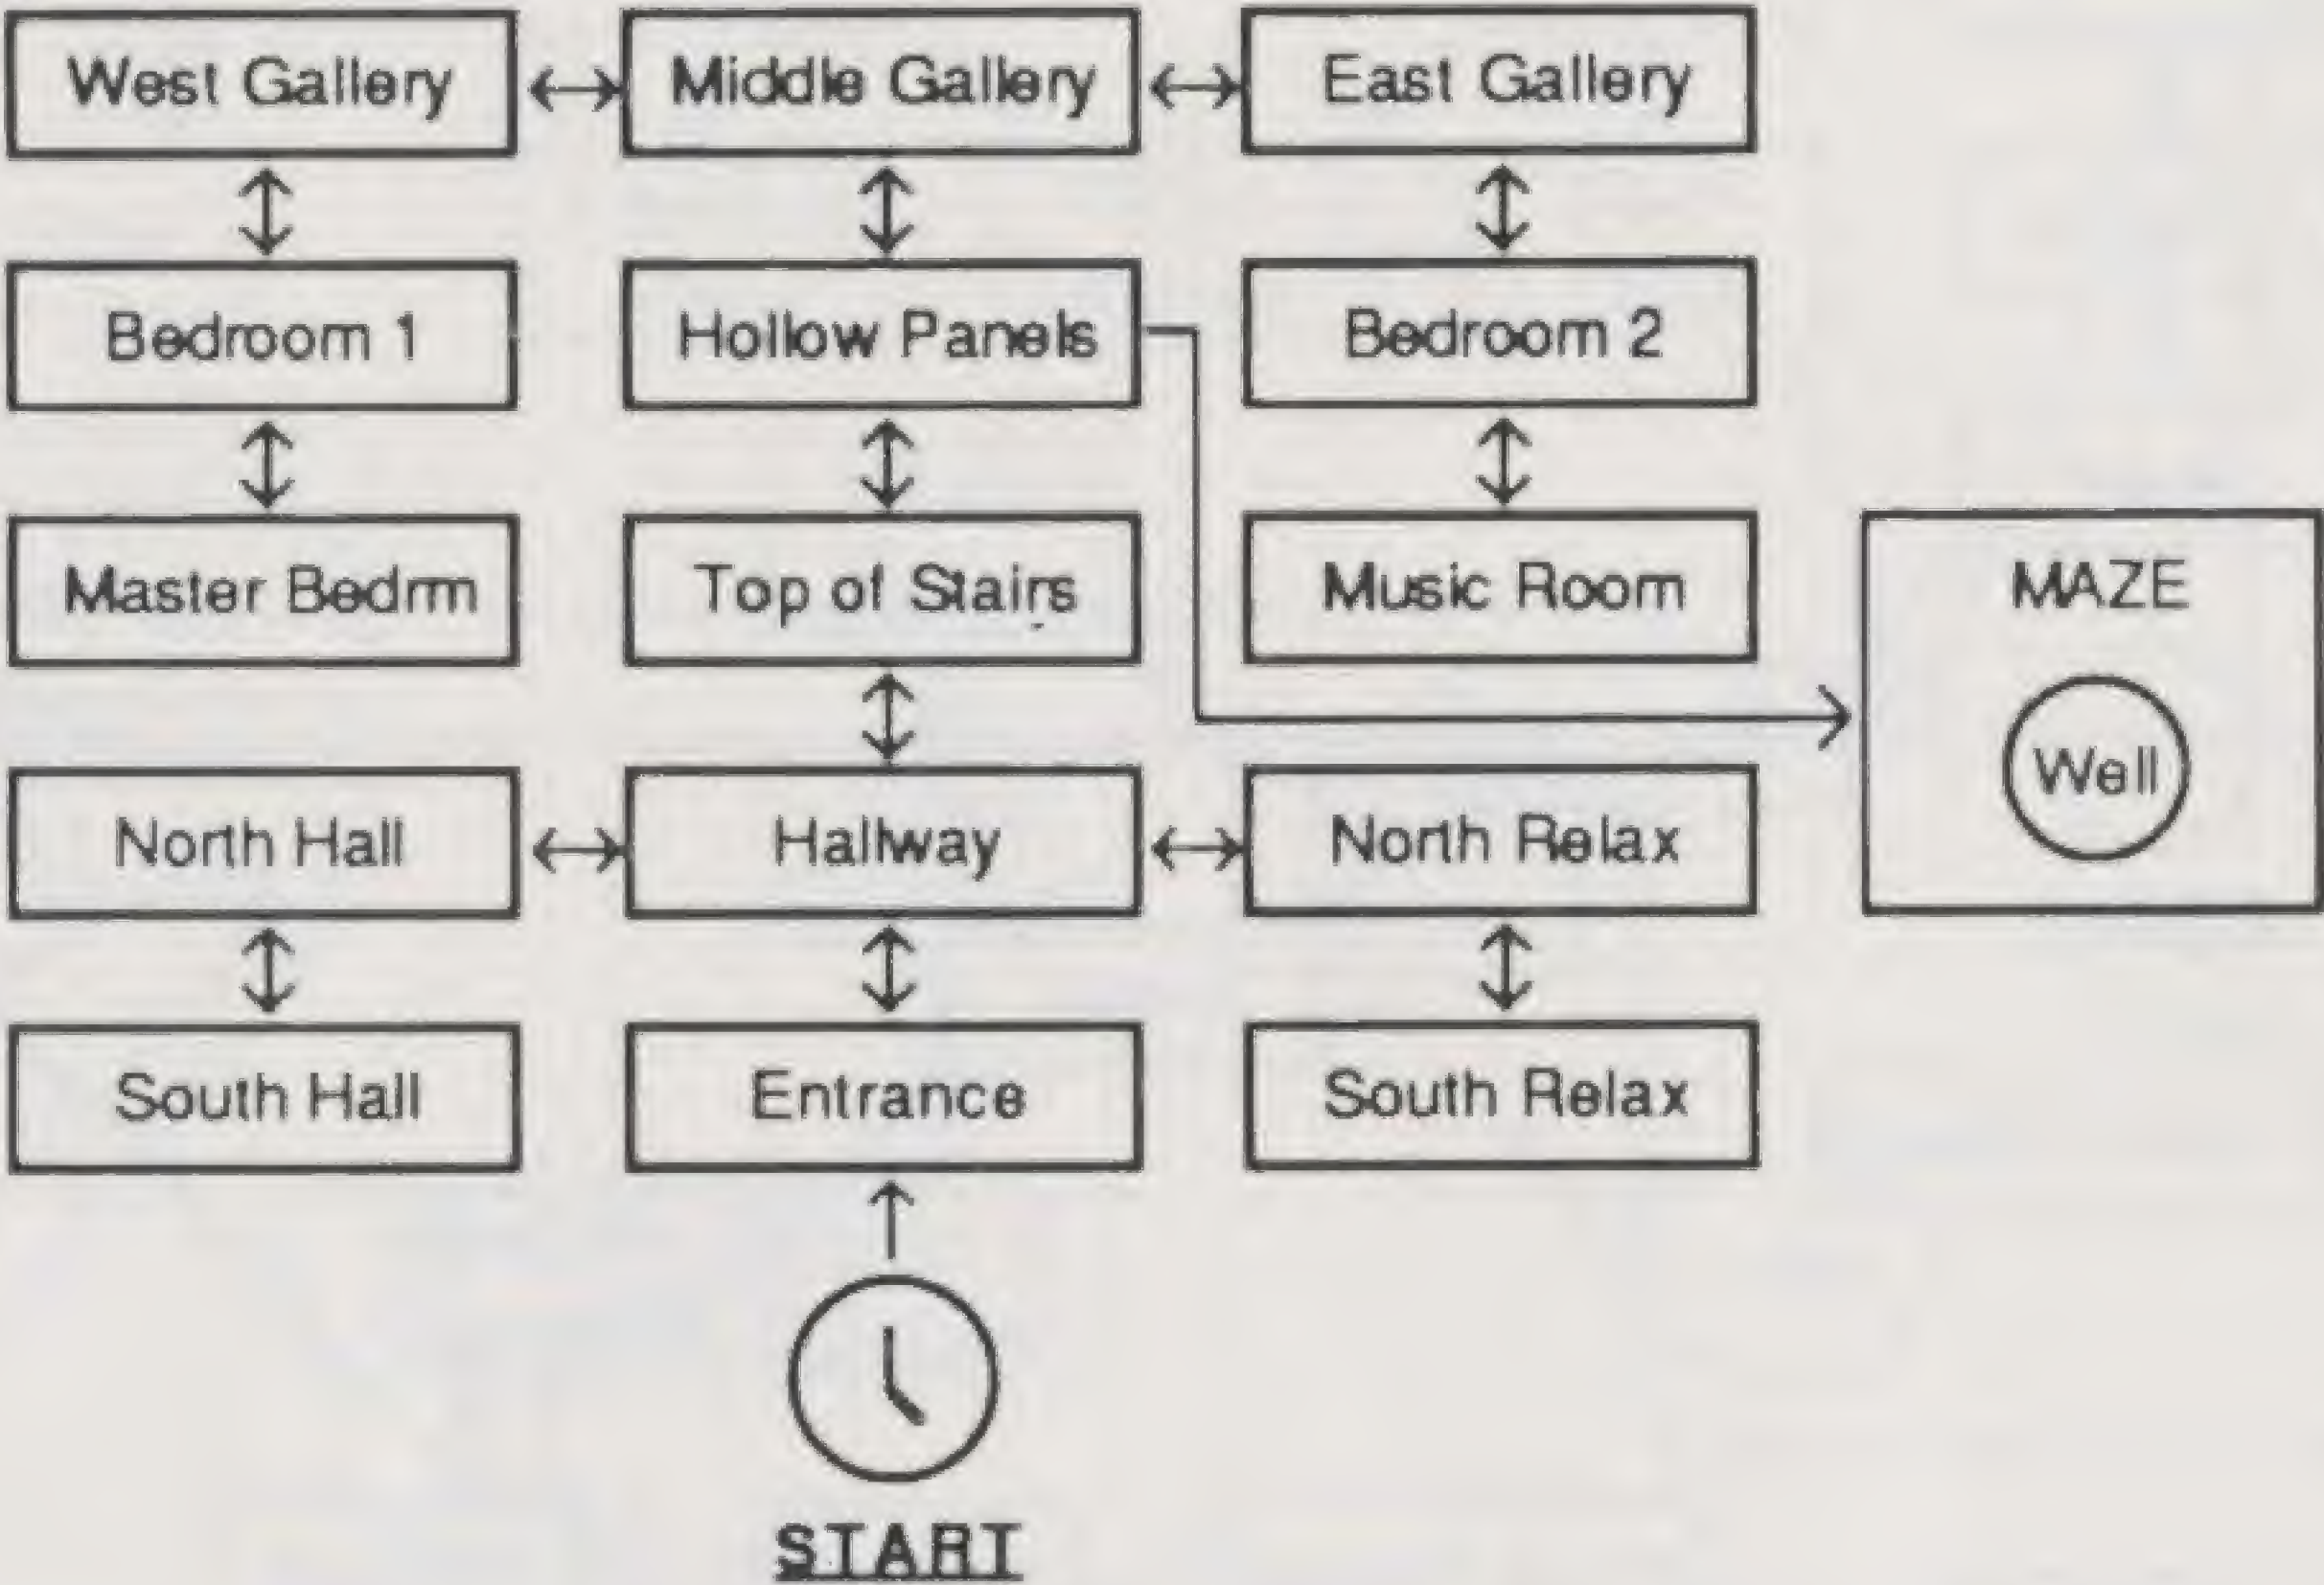 West Gallery
Middle Gallery
East Gallery
Bedroom 1
Hollow Panels
Bedroom 2
Master Bedrm
Top of Stairs
Music Room
MAZE
Well
North Hall
Hallway
North Relax
South Hall
Entrance
South Relax
START